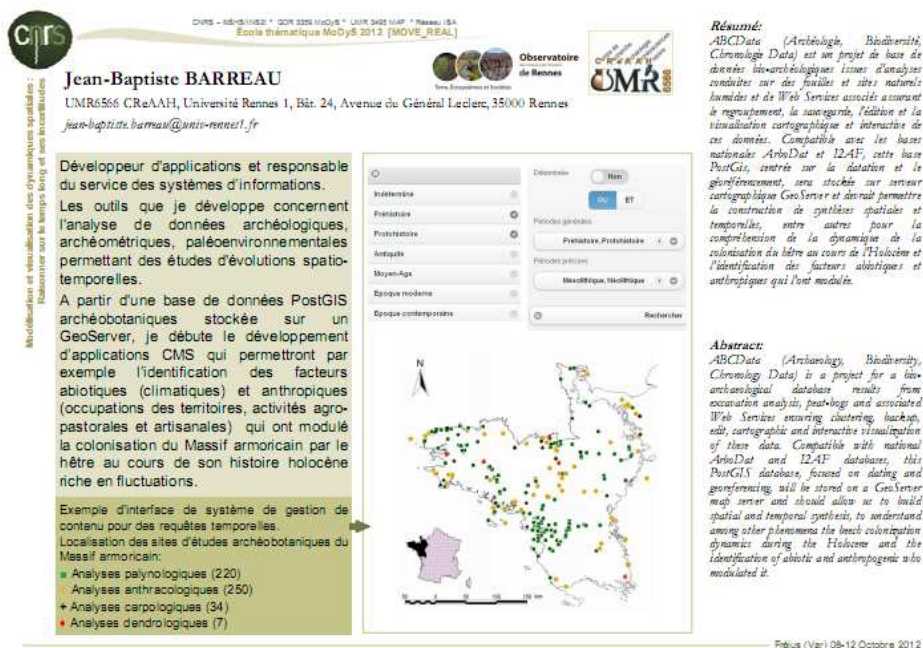 cnrs
CNRS – INSHS/INS2I * GDR 3359 MoDyS * UMR 3495 MAP * Réseau ISA
École thématique MoDyS 2012 [MOVE_REAL]
Modélisation et visualisation des dynamiques spatiales :
Raisonner sur le temps long et ses incertitudes
Jean-Baptiste BARREAU
UMR6566 CReAAH, Université Rennes 1, Bât. 24, Avenue du Général Leclerc, 35000 Rennes
jean-baptiste.barreau@univ-rennes1.fr
Observatoire
de Rennes
Terre, Écosystèmes et Sociétés
CReAAH
UMR
6566
Développeur d'applications et responsable
du service des systèmes d'informations.
Les outils que je développe concernent
l'analyse de données archéologiques,
archéométriques, paléoenvironnementales
permettant des études d'évolutions spatio-
temporelles.
A partir d'une base de données PostGIS
archéobotaniques stockée sur un
GeoServer, je débute le développement
d'applications CMS qui permettront par
exemple l'identification des facteurs
abiotiques (climatiques) et anthropiques
(occupations des territoires, activités agro-
pastorales et artisanales) qui ont modulé
la colonisation du Massif armoricain par le
hêtre au cours de son histoire holocène
riche en fluctuations.
Exemple d'interface de système de gestion de
contenu pour des requêtes temporelles.
Localisation des sites d'études archéobotaniques du
Massif armoricain:
Analyses palynologiques (220)
Analyses anthracologiques (250)
+ Analyses carpologiques (34)
Analyses dendrologiques (7)
Indéterminé
Préhistoire
Protohistoire
Antiquité
Moyen-Age
Epoque moderne
Epoque contemporaine
Déterminée
Non
OU ET
Périodes générales
Préhistoire, Protohistoire
Périodes précises
Mésolithique, Néolithique
Rechercher
N
50 0 50 100 150 km
Résumé:
ABCData (Archéologie, Biodiversité,
Chronologie Data) est un projet de base de
données bio-archéologiques issues d'analyses
conduites sur des fouilles et sites naturels
humides et de Web Services associés assurant
le regroupement, la sauvegarde, l'édition et la
visualisation cartographique et interactive de
ces données. Compatible avec les bases
nationales ArboDat et I2AF, cette base
PostGis, centrée sur la datation et le
géoréférencement, sera stockée sur serveur
cartographique GeoServer et devrait permettre
la construction de synthèses spatiales et
temporelles, entre autres pour la
compréhension de la dynamique de la
colonisation du hêtre au cours de l'Holocène et
l'identification des facteurs abiotiques et
anthropiques qui l'ont modulée.
Abstract:
ABCData (Archaeology, Biodiversity,
Chronology Data) is a project for a bio-
archaeological database results from
excavation analysis, peat-bogs and associated
Web Services ensuring clustering, backup,
edit, cartographic and interactive visualization
of these data. Compatible with national
ArboDat and I2AF databases, this
PostGIS database, focused on dating and
georeferencing, will be stored on a GeoServer
map server and should allow us to build
spatial and temporal synthesis, to understand
among other phenomena the beech colonization
dynamics during the Holocene and the
identification of abiotic and anthropogenic who
modulated it.
Fréjus (Var) 08-12 Octobre 2012